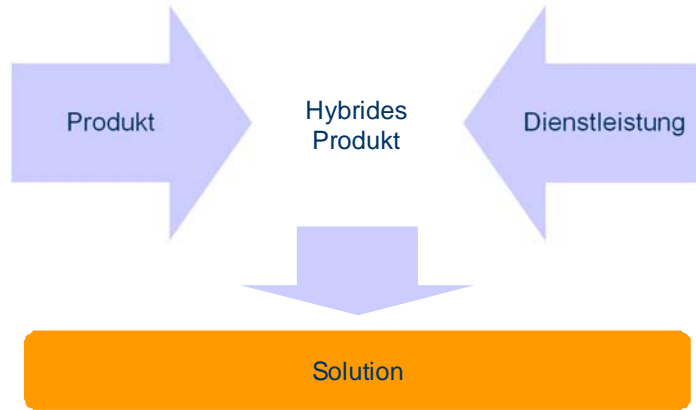 Produkt
Hybrides
Produkt
Dienstleistung
Solution